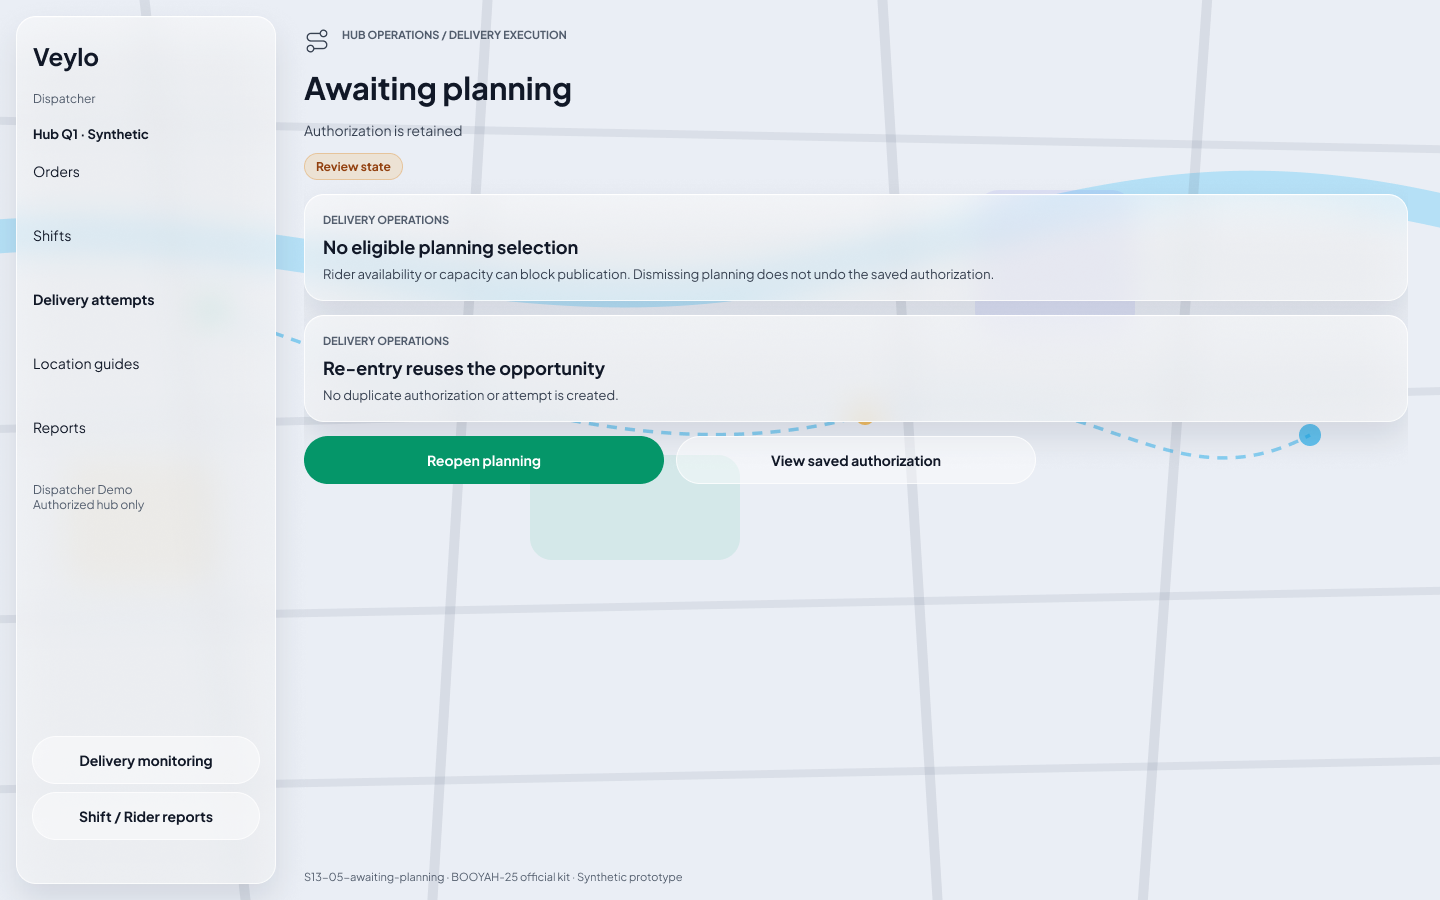 Veylo
Dispatcher
Hub Q1 · Synthetic
Orders
Shifts
Delivery attempts
Location guides
Reports
Dispatcher Demo
Authorized hub only
Delivery monitoring
Shift / Rider reports
HUB OPERATIONS / DELIVERY EXECUTION
Awaiting planning
Authorization is retained
Review state
DELIVERY OPERATIONS
No eligible planning selection
Rider availability or capacity can block publication. Dismissing planning does not undo the saved authorization.
DELIVERY OPERATIONS
Re-entry reuses the opportunity
No duplicate authorization or attempt is created.
Reopen planning
View saved authorization
S13-05-awaiting-planning · BOOYAH-25 official kit · Synthetic prototype